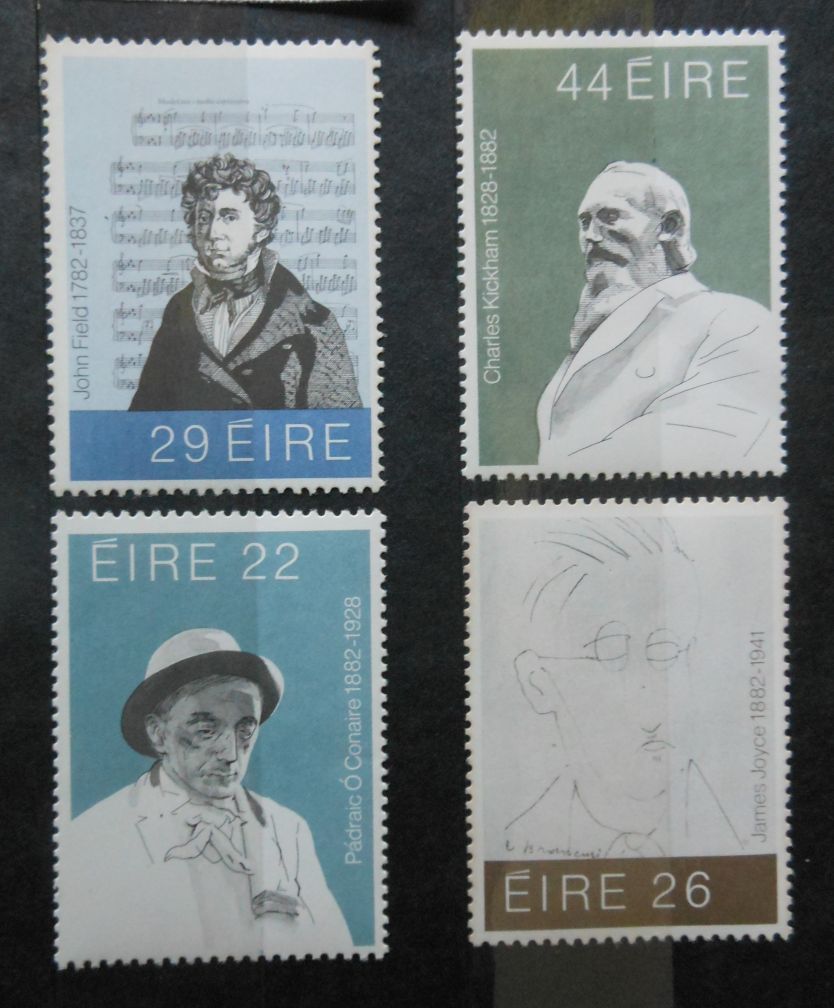 John Field 1782-1837
29 ÉIRE
44 ÉIRE
Charles Kickham 1828-1882
ÉIRE 22
Pádraic Ó Conaire 1882-1928
James Joyce 1882-1941
ÉIRE 26